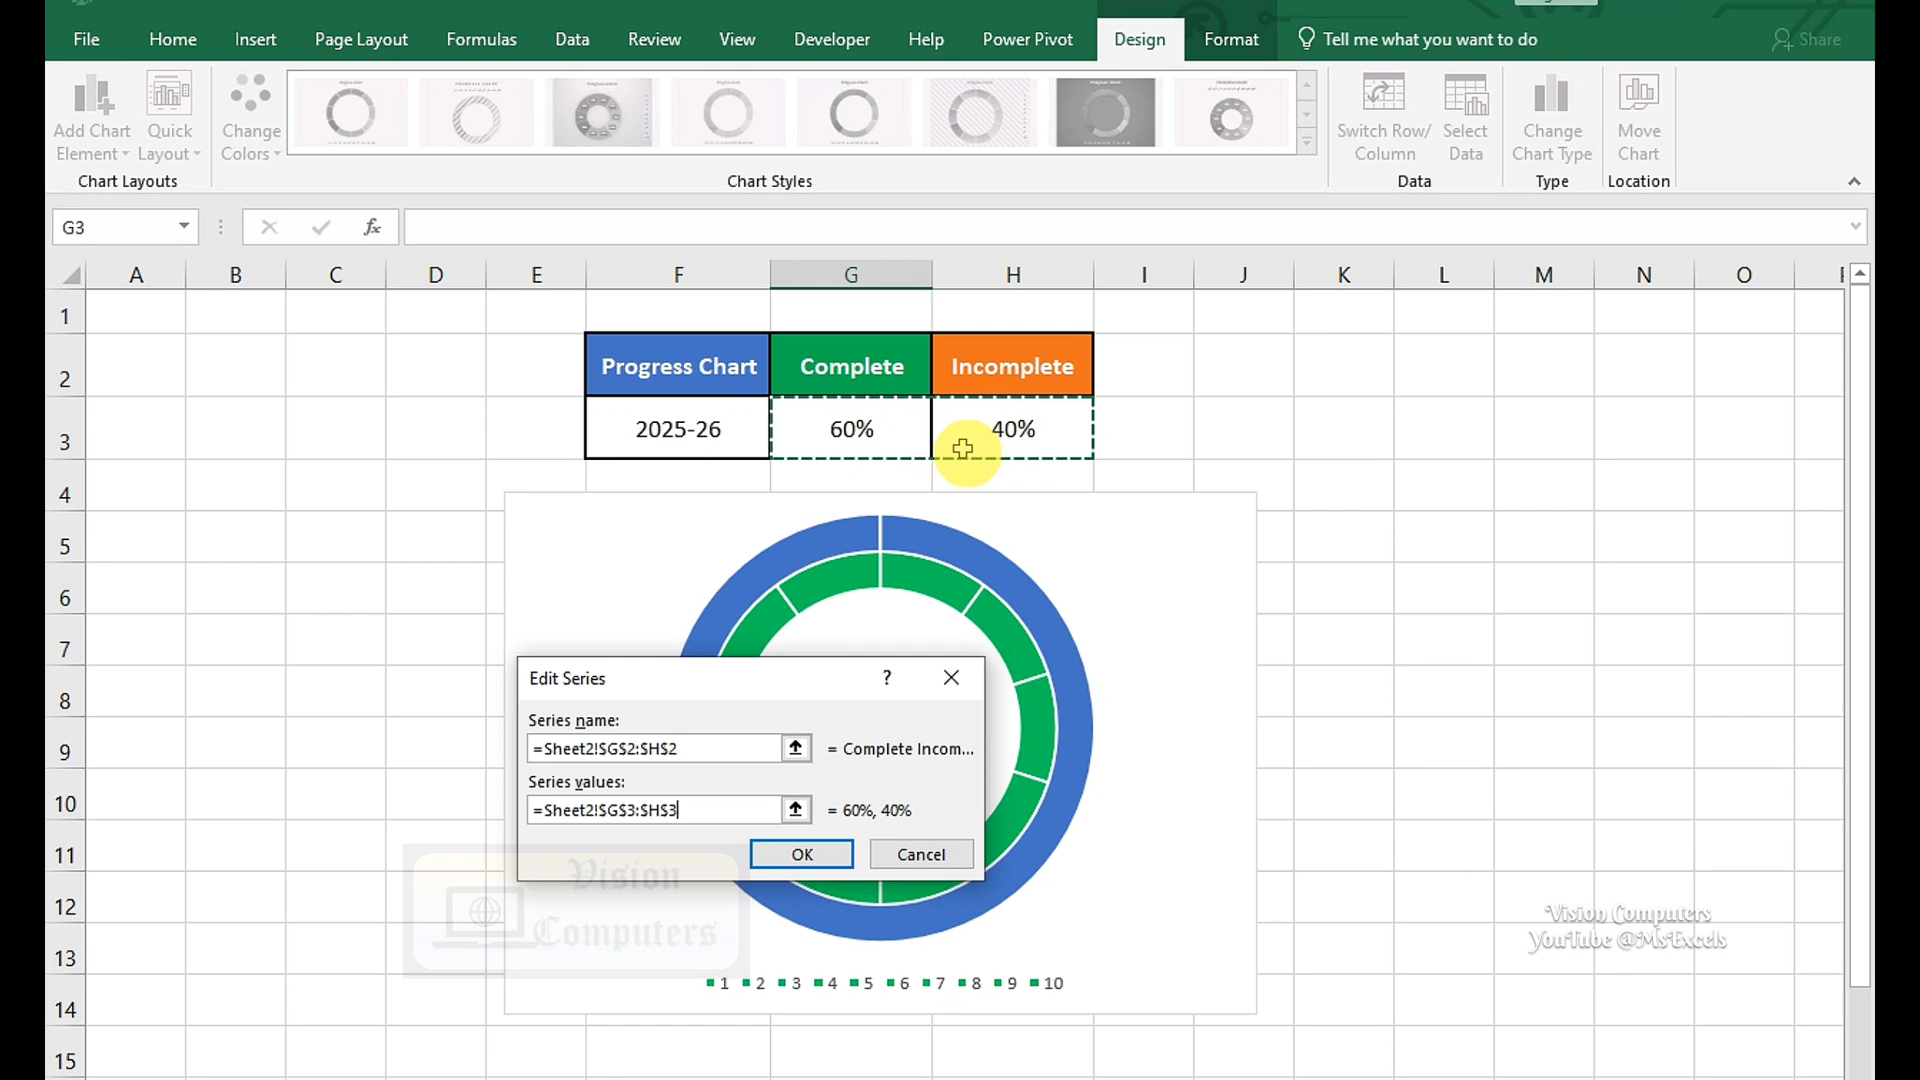 File Home Insert Page Layout Formulas Data Review View Developer Help Power Pivot Design Format Tell me what you want to do Share
Add Chart Element
Quick Layout
Change Colors
Switch Row/ Column
Select Data
Change Chart Type
Move Chart
Chart Layouts Chart Styles Data Type Location
G3 fx
A B C D E F G H I J K L M N O
1
2 Progress Chart Complete Incomplete
3 2025-26 60% 40%
4
5
6
7
8
9
10
11
12
13
14
15
Edit Series ?
Series name:
=Sheet2!$G$2:$H$2 = Complete Incom...
Series values:
=Sheet2!$G$3:$H$3 = 60%, 40%
OK Cancel
Vision
Computers
1 2 3 4 5 6 7 8 9 10
Vision Computers
YouTube @MsExcels